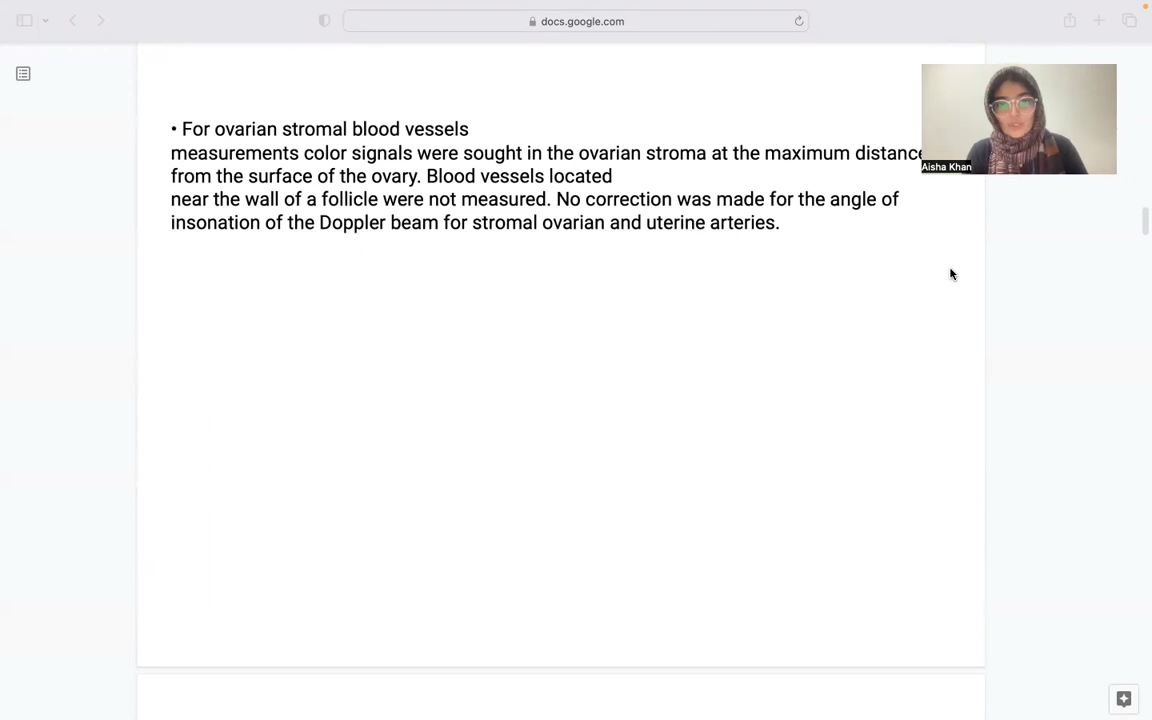 docs.google.com
• For ovarian stromal blood vessels
measurements color signals were sought in the ovarian stroma at the maximum distance
from the surface of the ovary. Blood vessels located
near the wall of a follicle were not measured. No correction was made for the angle of
insonation of the Doppler beam for stromal ovarian and uterine arteries.
Aisha Khan